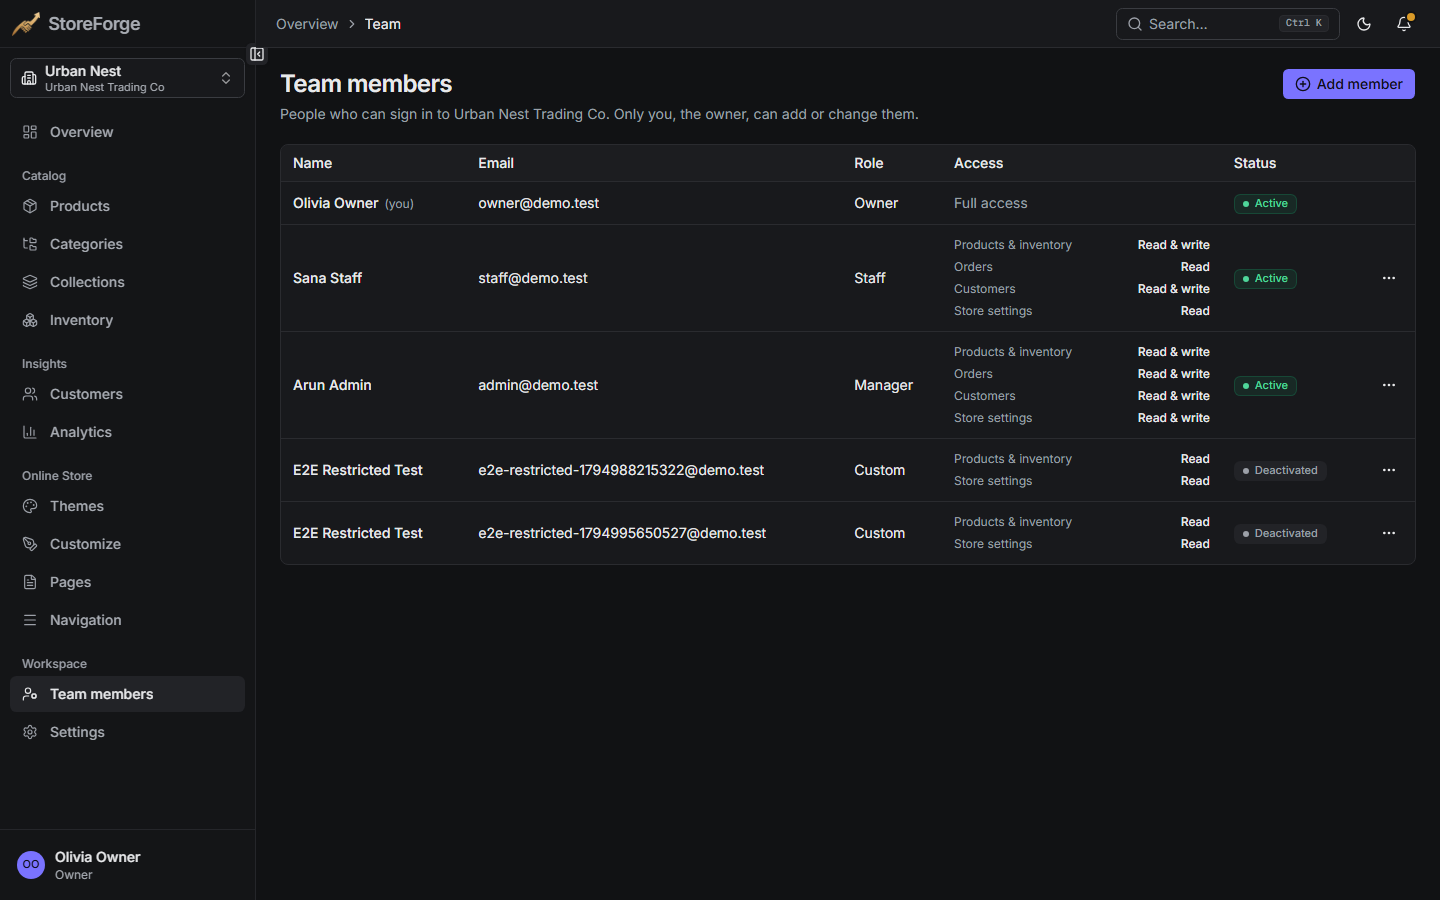 StoreForge
Overview > Team
Search...
Ctrl K
Urban Nest
Urban Nest Trading Co
Overview
Catalog
Products
Categories
Collections
Inventory
Insights
Customers
Analytics
Online Store
Themes
Customize
Pages
Navigation
Workspace
Team members
Settings
OO
Olivia Owner
Owner
Team members
Add member
People who can sign in to Urban Nest Trading Co. Only you, the owner, can add or change them.
Name Email Role Access Status
Olivia Owner (you) owner@demo.test Owner Full access Active
Sana Staff staff@demo.test Staff
Products & inventory Read & write
Orders Read
Customers Read & write
Store settings Read
Active
Arun Admin admin@demo.test Manager
Products & inventory Read & write
Orders Read & write
Customers Read & write
Store settings Read & write
Active
E2E Restricted Test e2e-restricted-1794988215322@demo.test Custom
Products & inventory Read
Store settings Read
Deactivated
E2E Restricted Test e2e-restricted-1794995650527@demo.test Custom
Products & inventory Read
Store settings Read
Deactivated